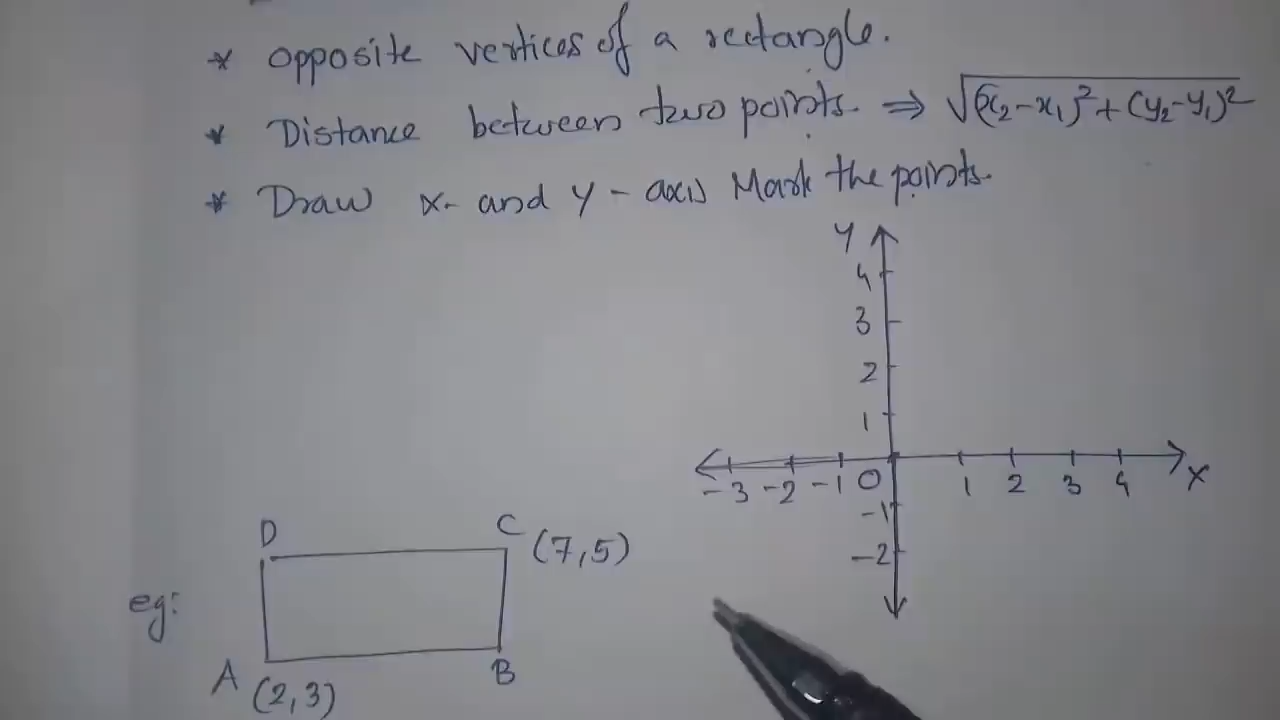 * Opposite vertices of a rectangle.
* Distance between two points. ⇒ √(x₂-x₁)²+(y₂-y₁)²
* Draw x- and y-axis Mark the points.
Y
4
3
2
1
-3 -2 -1 0 1 2 3 4 X
-1
-2
D C (7,5)
eg:
A (2,3) B